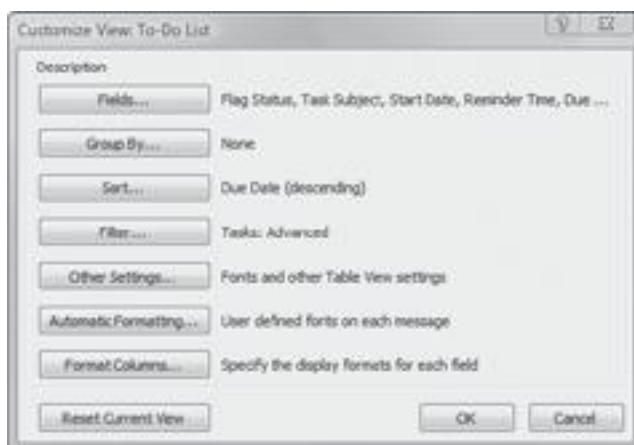 Customize View: To-Do List
Description
Fields... Flag Status, Task Subject, Start Date, Reminder Time, Due ...
Group By... None
Sort... Due Date (descending)
Filter... Tasks: Advanced
Other Settings... Fonts and other Table View settings
Automatic Formatting... User defined fonts on each message
Format Columns... Specify the display formats for each field
Reset Current View OK Cancel